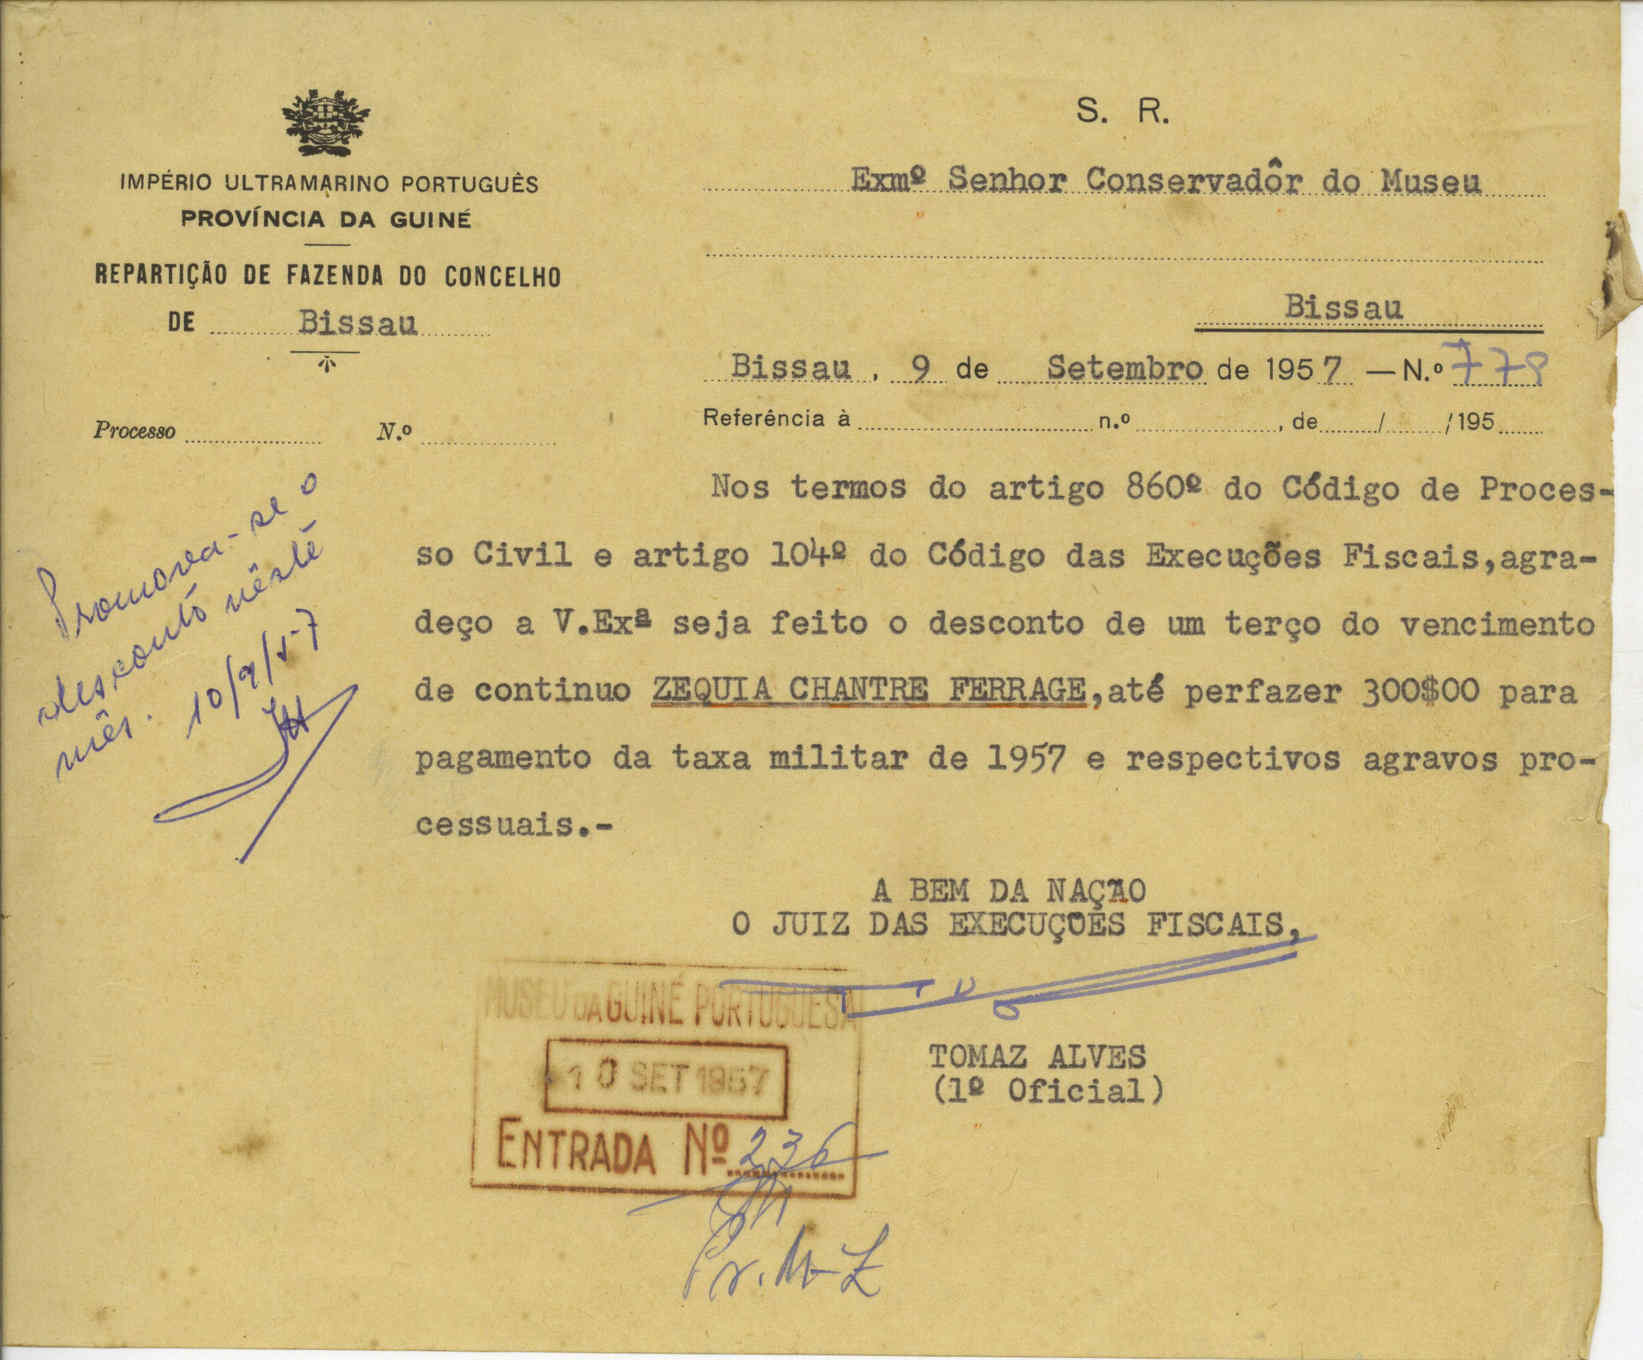 IMPÉRIO ULTRAMARINO PORTUGUÊS
PROVÍNCIA DA GUINÉ
REPARTIÇÃO DE FAZENDA DO CONCELHO
DE Bissau
Processo N.º
S. R.
Exmº Senhor Conservadôr do Museu
Bissau
Bissau, 9 de Setembro de 1957 — N.º 778
Referência à n.º , de / /195
Promova-se o
desconto nêste
mês. 10/9/57
Nos termos do artigo 860º do Código de Proces-
so Civil e artigo 104º do Código das Execuções Fiscais,agra-
deço a V.Exª seja feito o desconto de um terço do vencimento
de continuo ZEQUIA CHANTRE FERRAGE,até perfazer 300$00 para
pagamento da taxa militar de 1957 e respectivos agravos pro-
cessuais.-
A BEM DA NAÇÃO
O JUIZ DAS EXECUÇÕES FISCAIS,
TOMAZ ALVES
(1º Oficial)
MUSEU DA GUINÉ PORTUGUESA
10 SET 1957
ENTRADA Nº 236